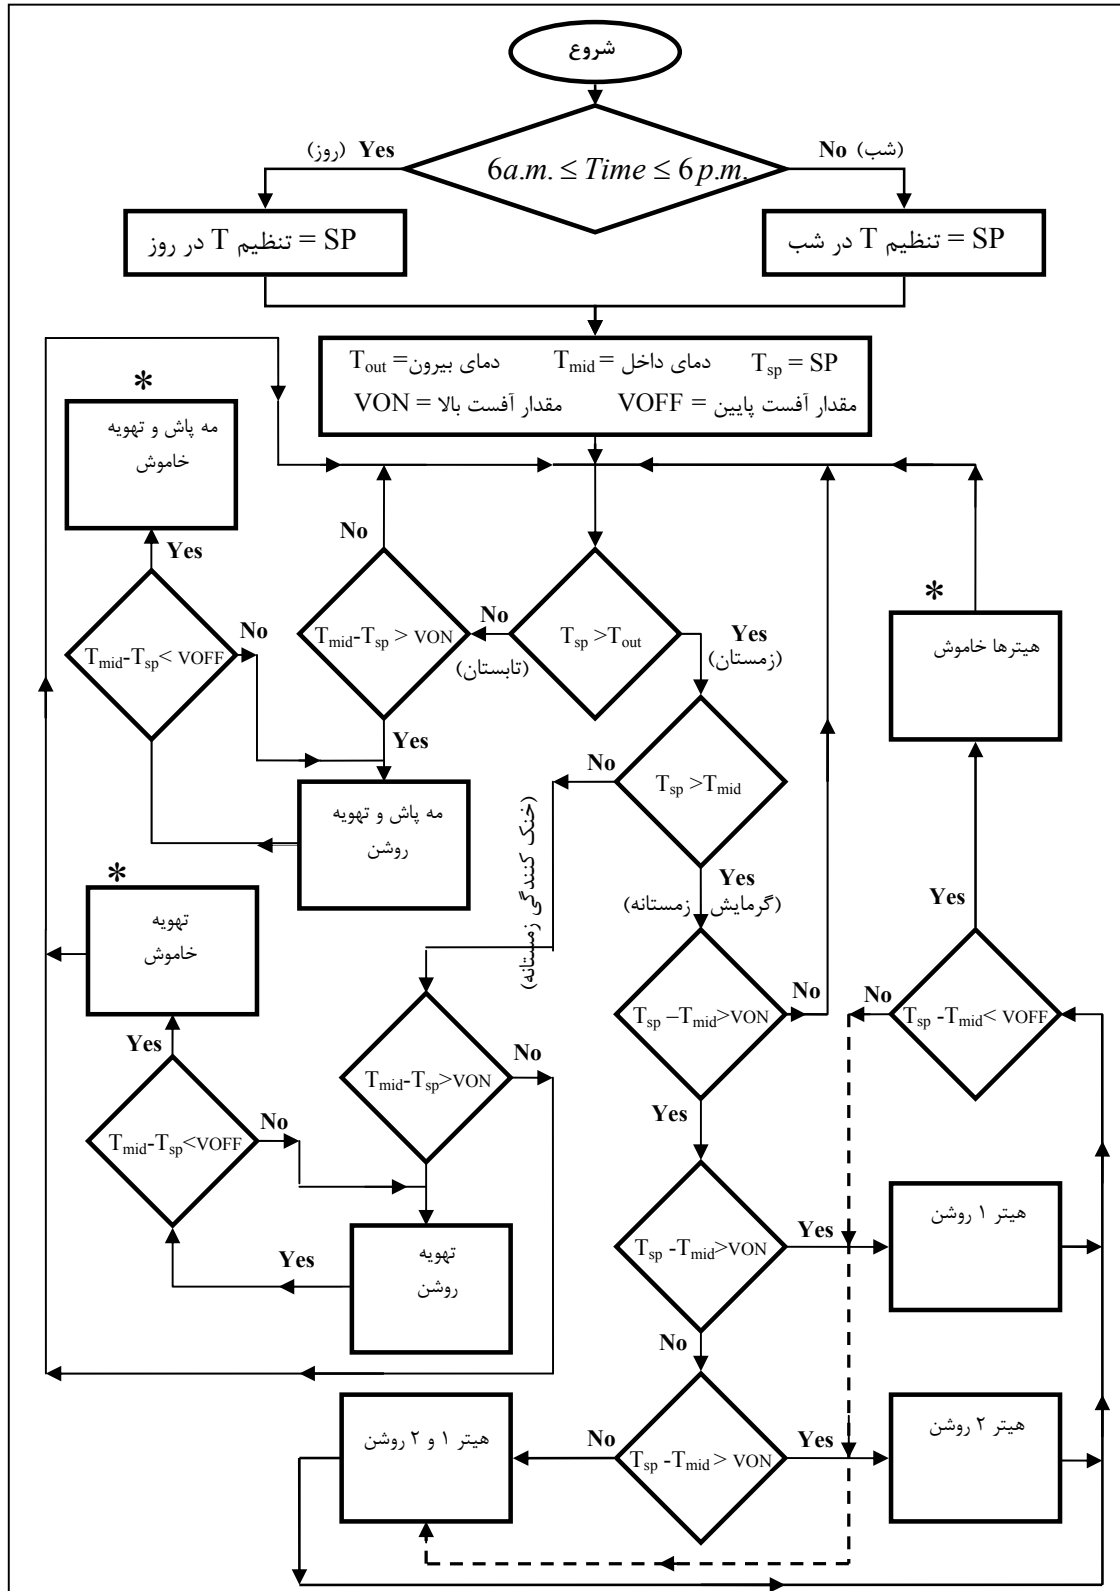 شروع
6a.m. ≤ Time ≤ 6p.m.
(روز) Yes
No (شب)
SP = تنظیم T در روز
SP = تنظیم T در شب
T_out = دمای بیرون T_mid = دمای داخل T_sp = SP
VON = مقدار آفست بالا VOFF = مقدار آفست پایین
*
مه پاش و تهویه
خاموش
Yes
T_mid-T_sp< VOFF
No
No
T_mid-T_sp > VON
Yes
No
(تابستان)
T_sp >T_out
Yes
(زمستان)
*
هیترها خاموش
مه پاش و تهویه
روشن
No
(خنک کنندگی زمستانه)
T_sp >T_mid
Yes
(گرمایش زمستانه)
Yes
*
تهویه
خاموش
Yes
T_mid-T_sp<VOFF
No
T_mid-T_sp>VON
No
T_sp –T_mid>VON
No
Yes
No
T_sp -T_mid< VOFF
تهویه
روشن
Yes
T_sp -T_mid>VON
Yes
هیتر ۱ روشن
No
T_sp -T_mid > VON
No
هیتر ۱ و ۲ روشن
Yes
هیتر ۲ روشن